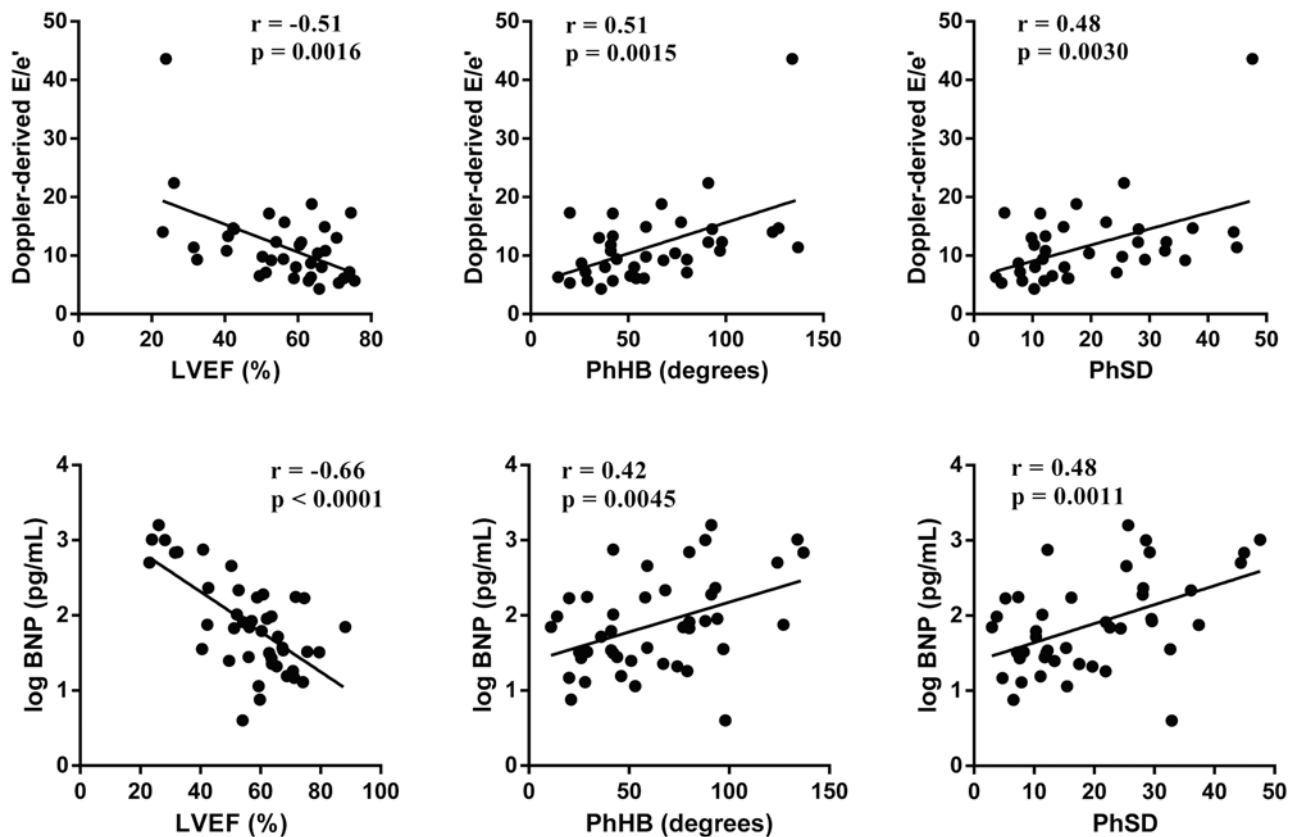 r = -0.51
p = 0.0016
50
40
30
20
10
0
Doppler-derived E/e'
0 20 40 60 80
LVEF (%)
r = 0.51
p = 0.0015
50
40
30
20
10
0
Doppler-derived E/e'
0 50 100 150
PhHB (degrees)
r = 0.48
p = 0.0030
50
40
30
20
10
0
Doppler-derived E/e'
0 10 20 30 40 50
PhSD
r = -0.66
p < 0.0001
4
3
2
1
0
log BNP (pg/mL)
0 20 40 60 80 100
LVEF (%)
r = 0.42
p = 0.0045
4
3
2
1
0
log BNP (pg/mL)
0 50 100 150
PhHB (degrees)
r = 0.48
p = 0.0011
4
3
2
1
0
log BNP (pg/mL)
0 10 20 30 40 50
PhSD